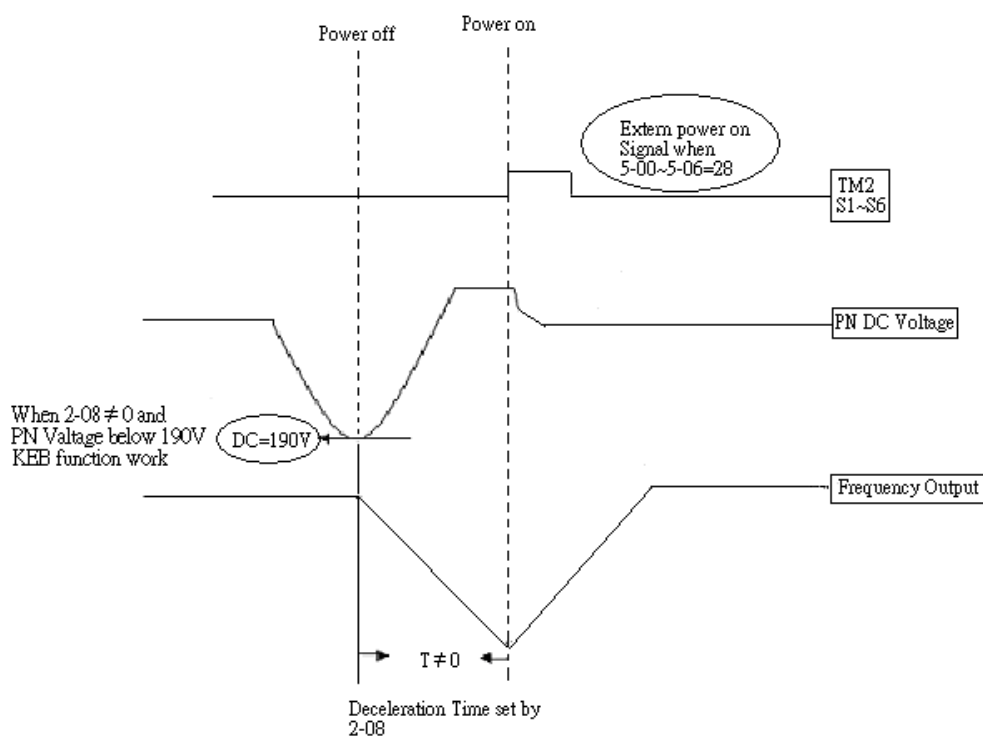 Power off
Power on
Extern power on
Signal when
5-00~5-06=28
TM2
S1~S6
PN DC Voltage
When 2-08≠0 and
PN Valtage below 190V
KEB function work
DC=190V
Frequency Output
T≠0
Deceleration Time set by
2-08